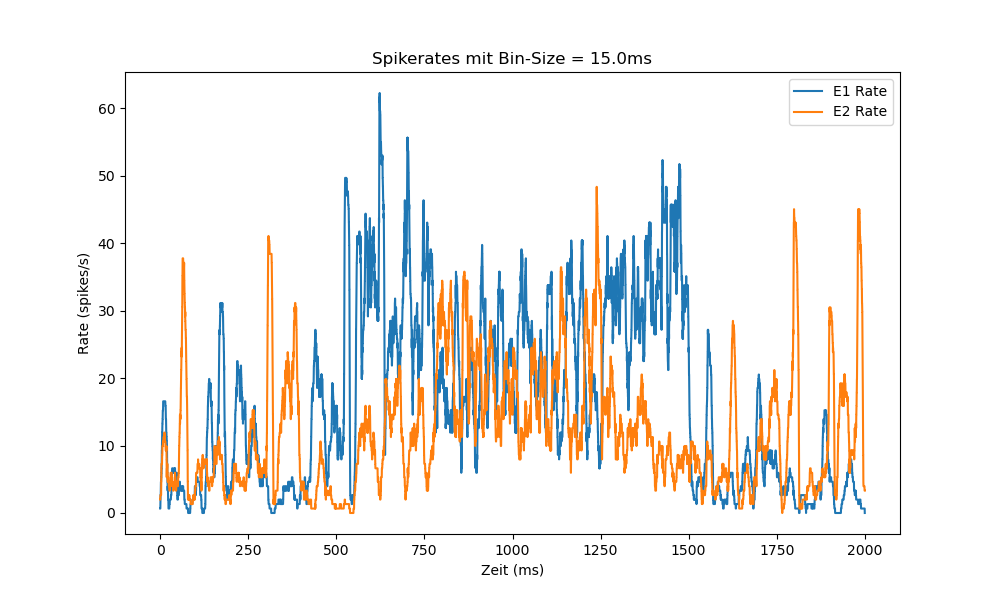 Spikerates mit Bin-Size = 15.0ms
E1 Rate
E2 Rate
Rate (spikes/s)
60
50
40
30
20
10
0
0 250 500 750 1000 1250 1500 1750 2000
Zeit (ms)